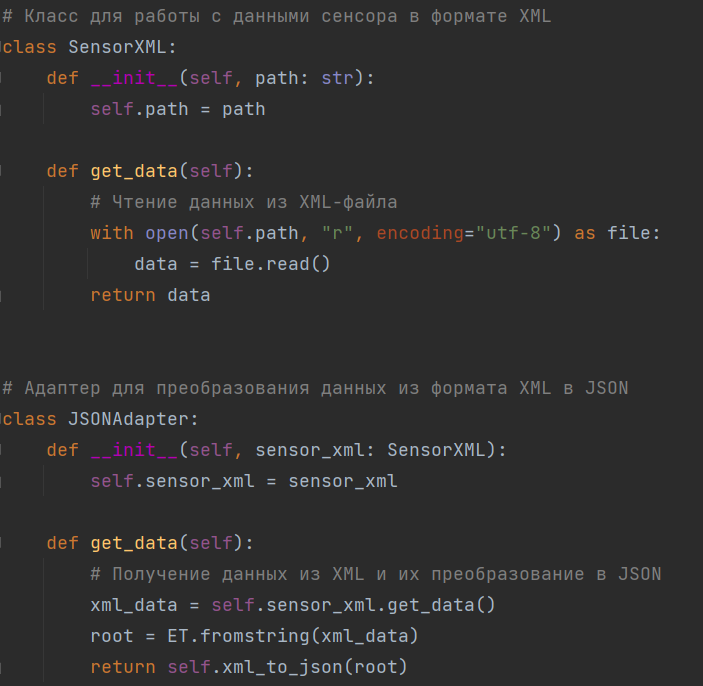 # Класс для работы с данными сенсора в формате XML
class SensorXML:
    def __init__(self, path: str):
        self.path = path
    def get_data(self):
        # Чтение данных из XML-файла
        with open(self.path, "r", encoding="utf-8") as file:
            data = file.read()
        return data
# Адаптер для преобразования данных из формата XML в JSON
class JSONAdapter:
    def __init__(self, sensor_xml: SensorXML):
        self.sensor_xml = sensor_xml
    def get_data(self):
        # Получение данных из XML и их преобразование в JSON
        xml_data = self.sensor_xml.get_data()
        root = ET.fromstring(xml_data)
        return self.xml_to_json(root)